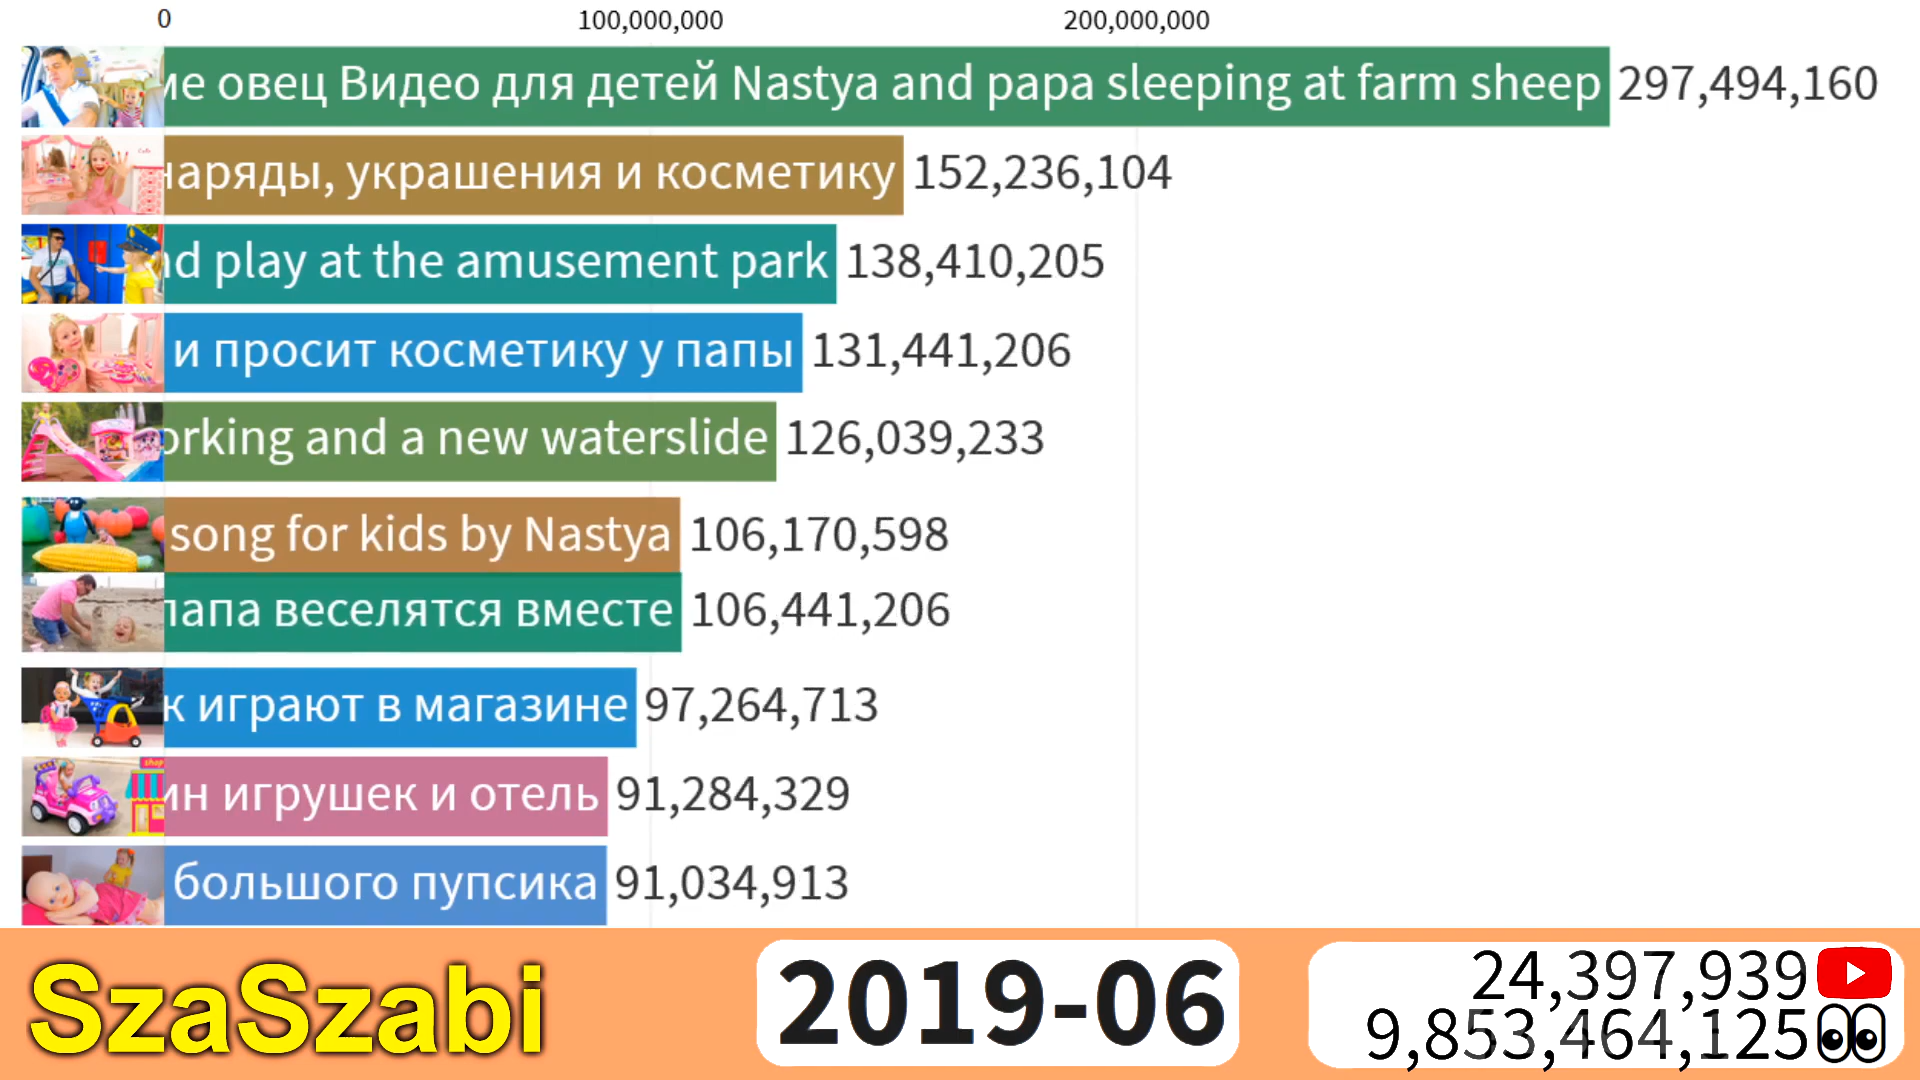 0 100,000,000 200,000,000
ме овец Видео для детей Nastya and papa sleeping at farm sheep 297,494,160
наряды, украшения и косметику 152,236,104
nd play at the amusement park 138,410,205
и просит косметику у папы 131,441,206
orking and a new waterslide 126,039,233
song for kids by Nastya 106,170,598
папа веселятся вместе 106,441,206
к играют в магазине 97,264,713
shop
ин игрушек и отель 91,284,329
большого пупсика 91,034,913
SzaSzabi
2019-06
24,397,939
9,853,464,125